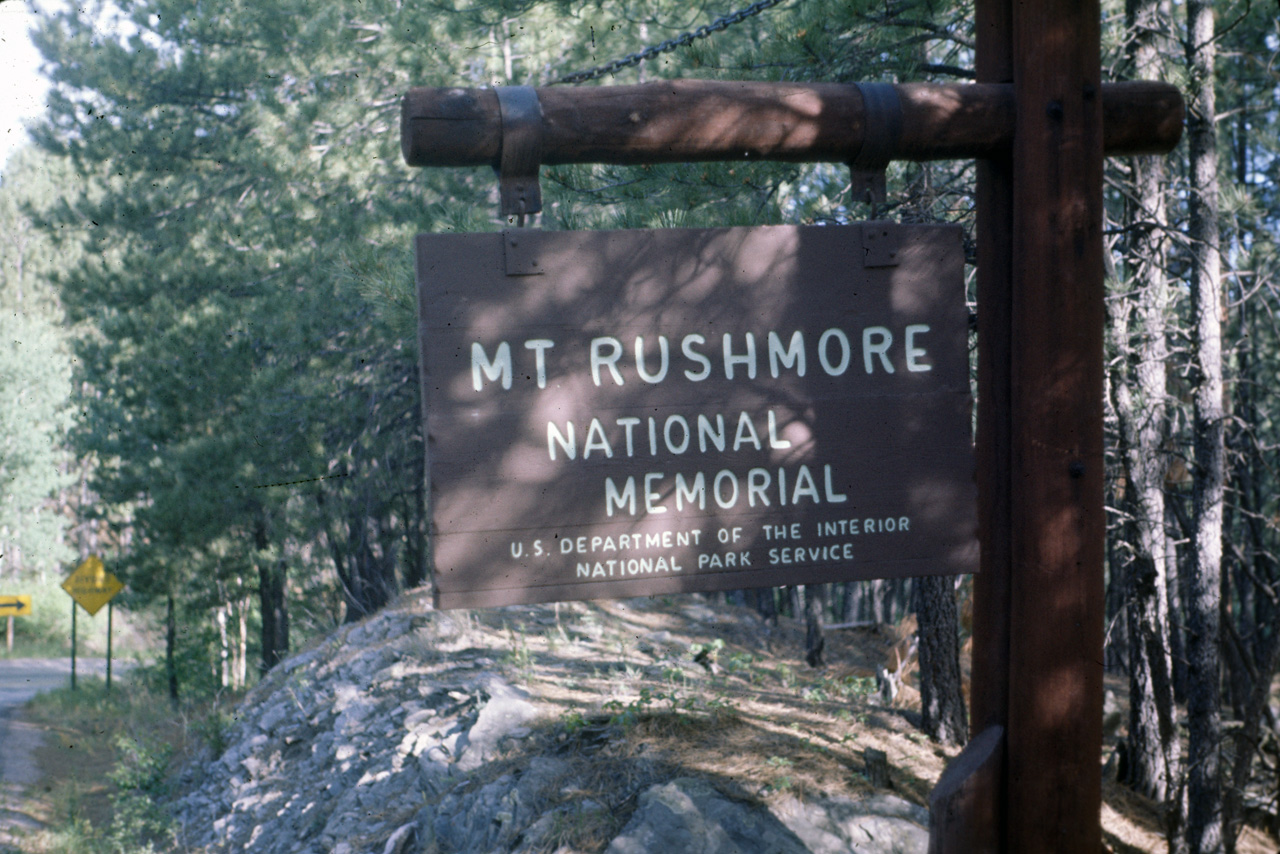 MT RUSHMORE
NATIONAL
MEMORIAL
U.S. DEPARTMENT OF THE INTERIOR
NATIONAL PARK SERVICE